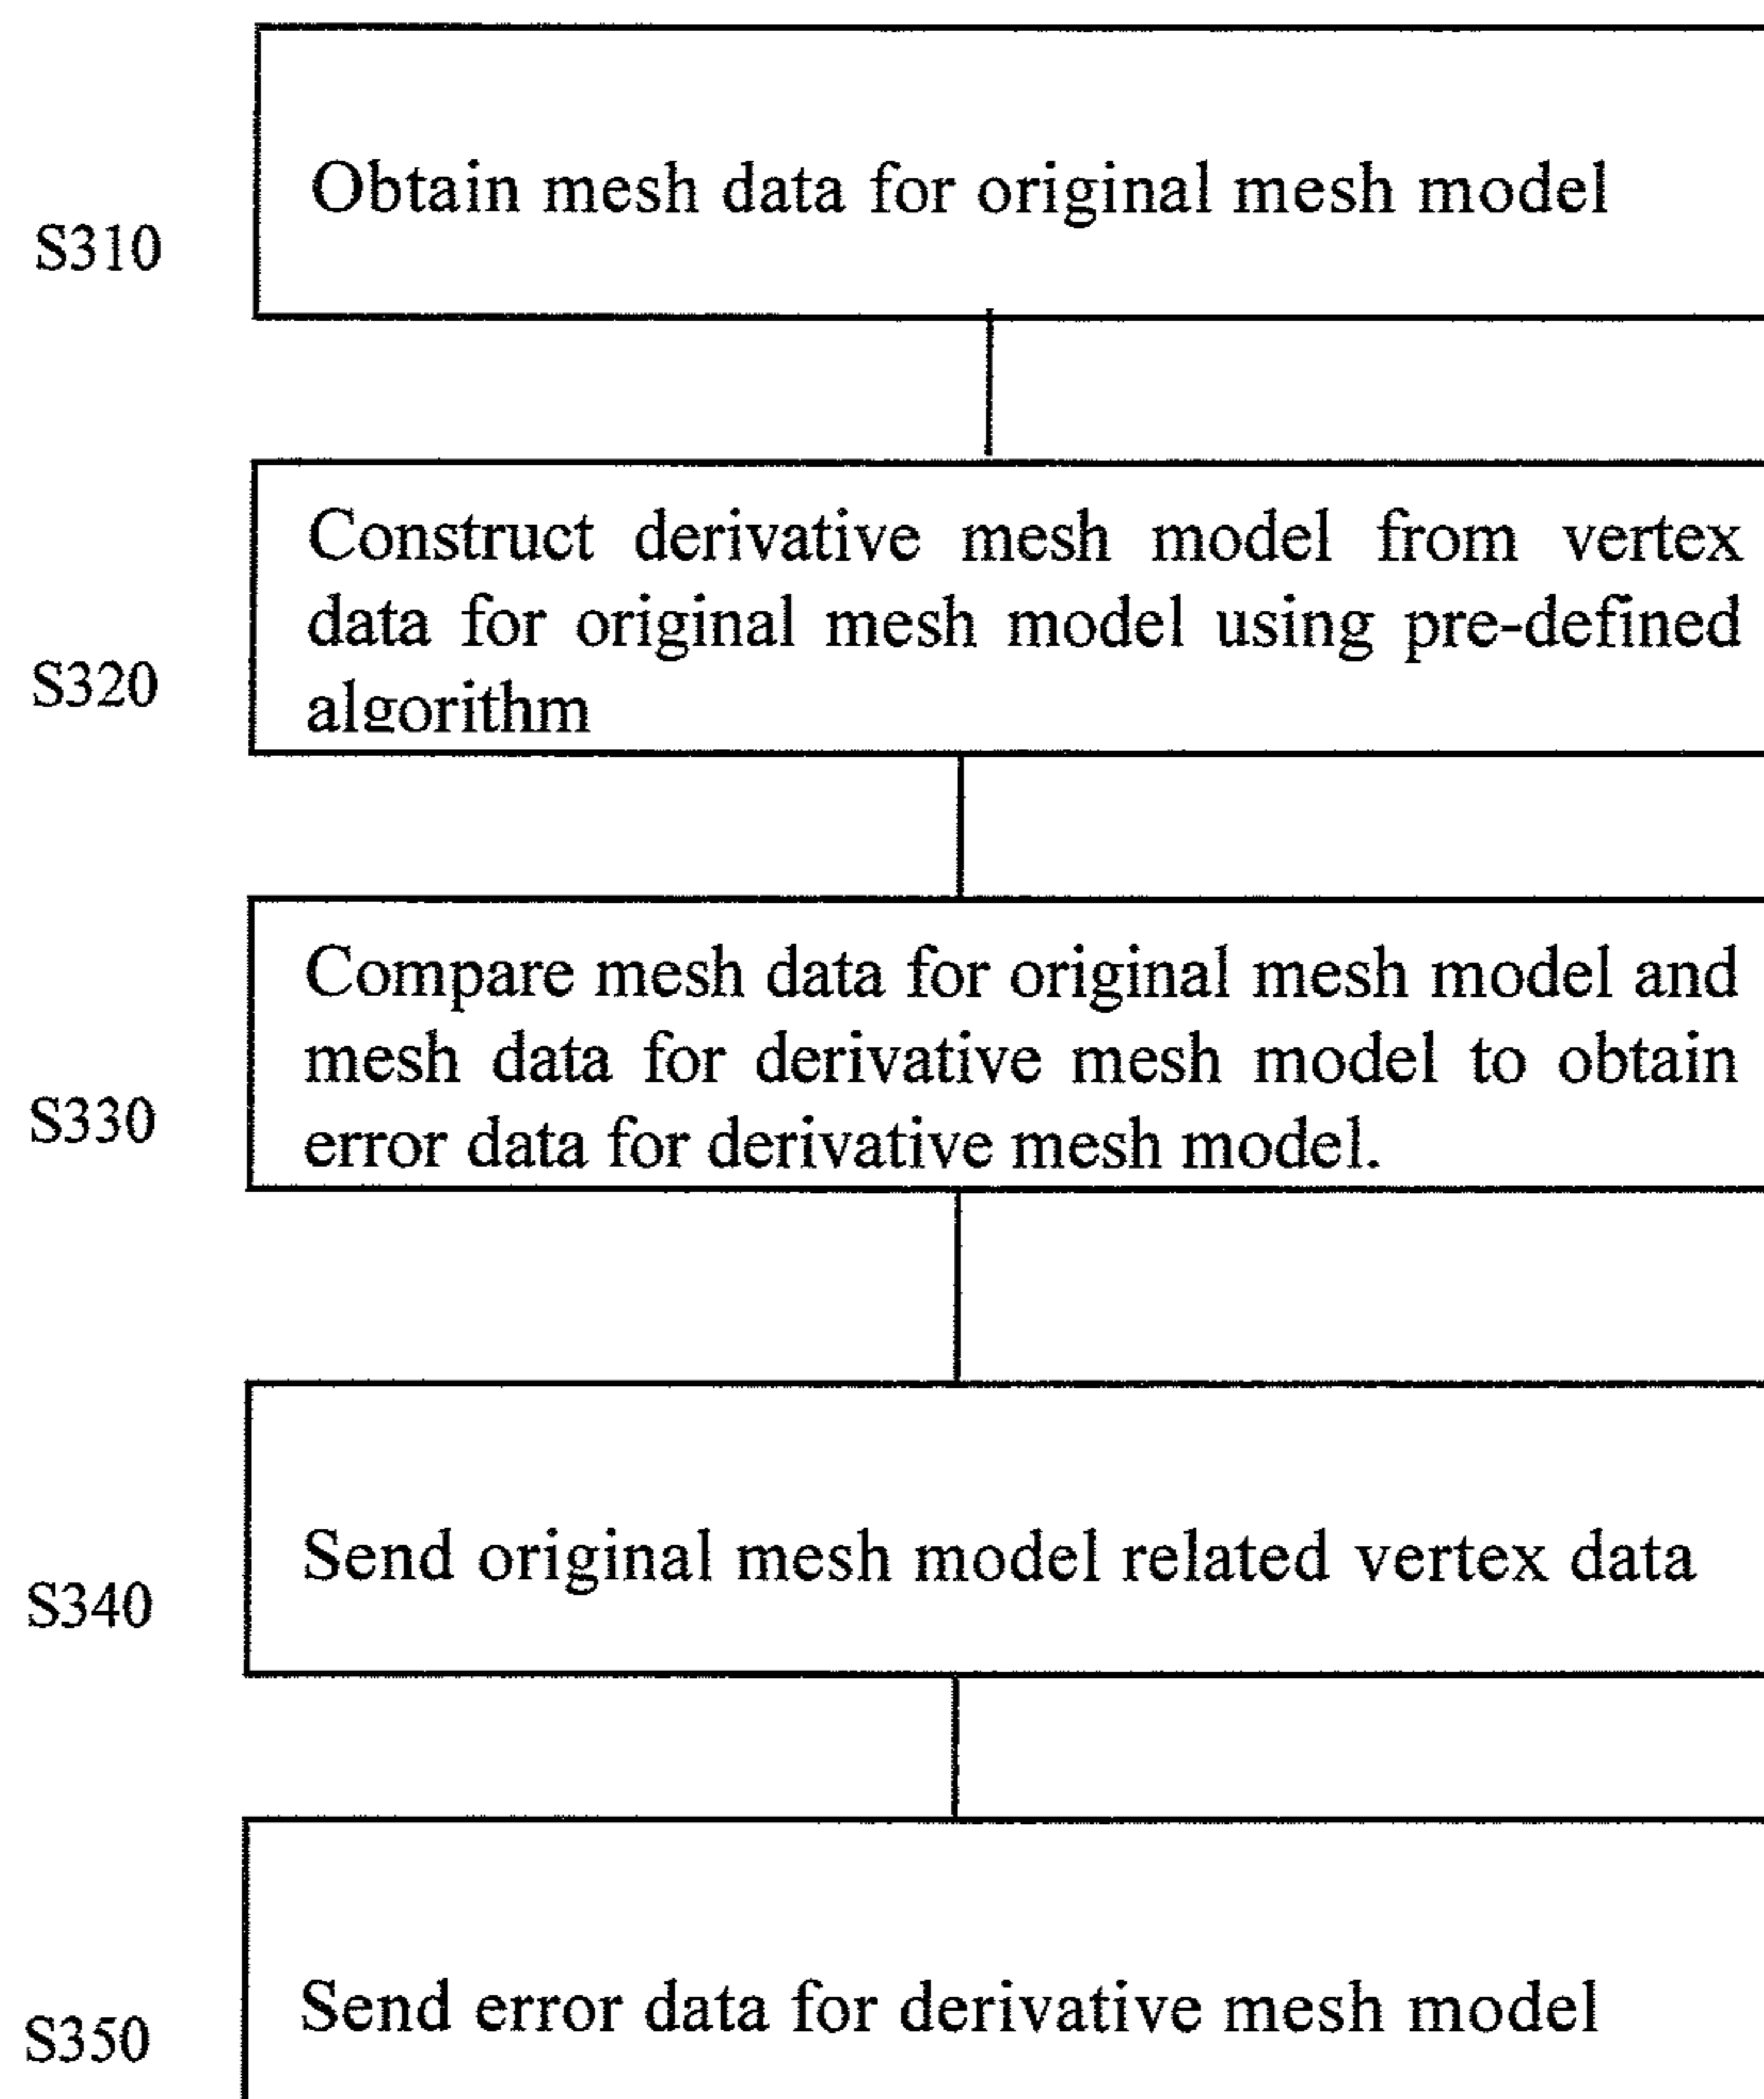 Obtain mesh data for original mesh model
S310
Construct derivative mesh model from vertex
data for original mesh model using pre-defined
algorithm
S320
Compare mesh data for original mesh model and
mesh data for derivative mesh model to obtain
error data for derivative mesh model.
S330
Send original mesh model related vertex data
S340
Send error data for derivative mesh model
S350